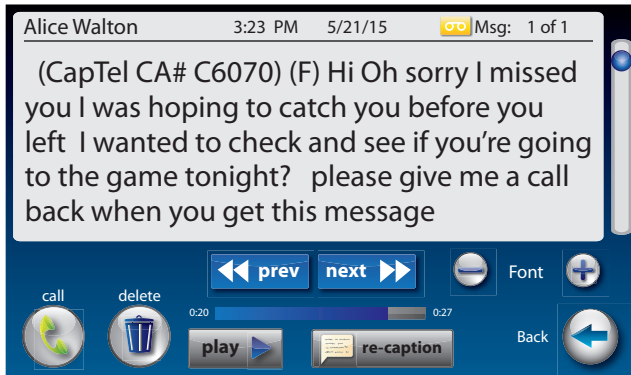 Alice Walton 3:23 PM 5/21/15 Msg: 1 of 1
(CapTel CA# C6070) (F) Hi Oh sorry I missed
you I was hoping to catch you before you
left I wanted to check and see if you're going
to the game tonight? please give me a call
back when you get this message
prev next Font
call delete
0:20 0:27
play re-caption Back